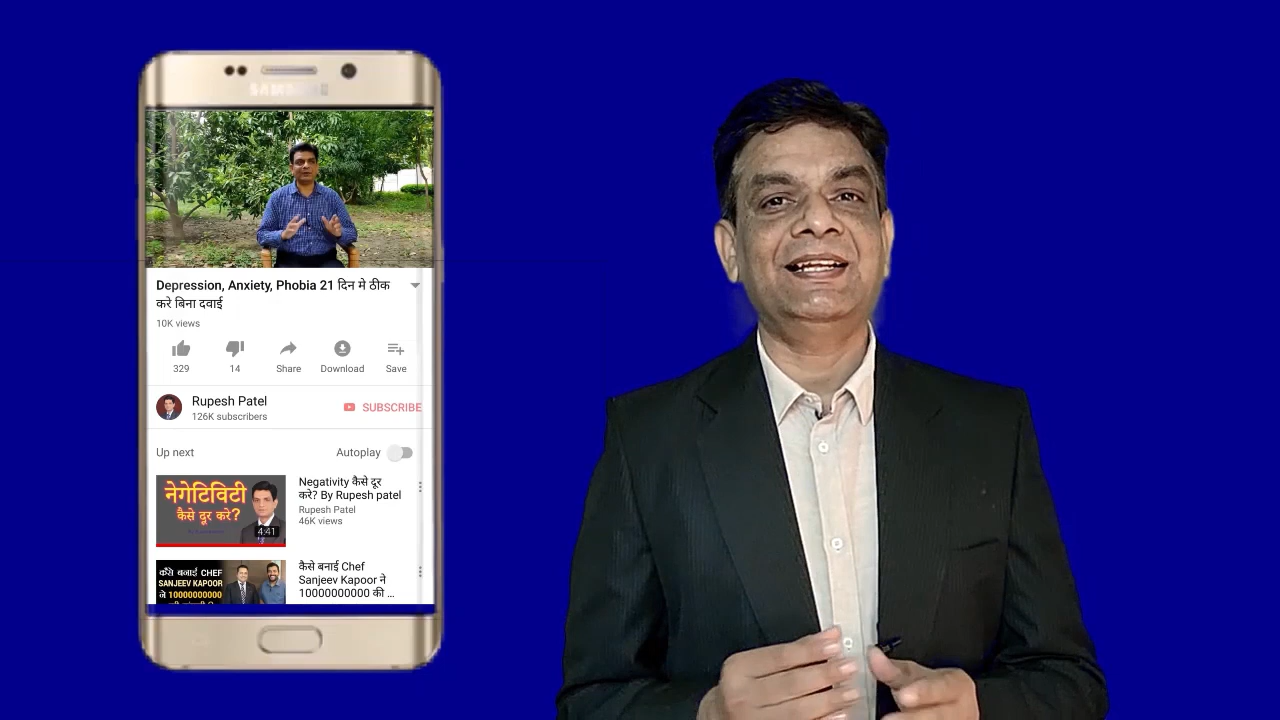 SAMSUNG
Depression, Anxiety, Phobia 21 दिन मे ठीक
करे बिना दवाई
10K views
329
14
Share
Download
Save
Rupesh Patel
126K subscribers
SUBSCRIBE
Up next
Autoplay
नेगेटिविटी
कैसे दूर करे?
4:41
Negativity कैसे दूर
करे? By Rupesh patel
Rupesh Patel
46K views
कैसे बनाई CHEF
SANJEEV KAPOOR
ने 10000000000
कैसे बनाई Chef
Sanjeev Kapoor ने
10000000000 की ...